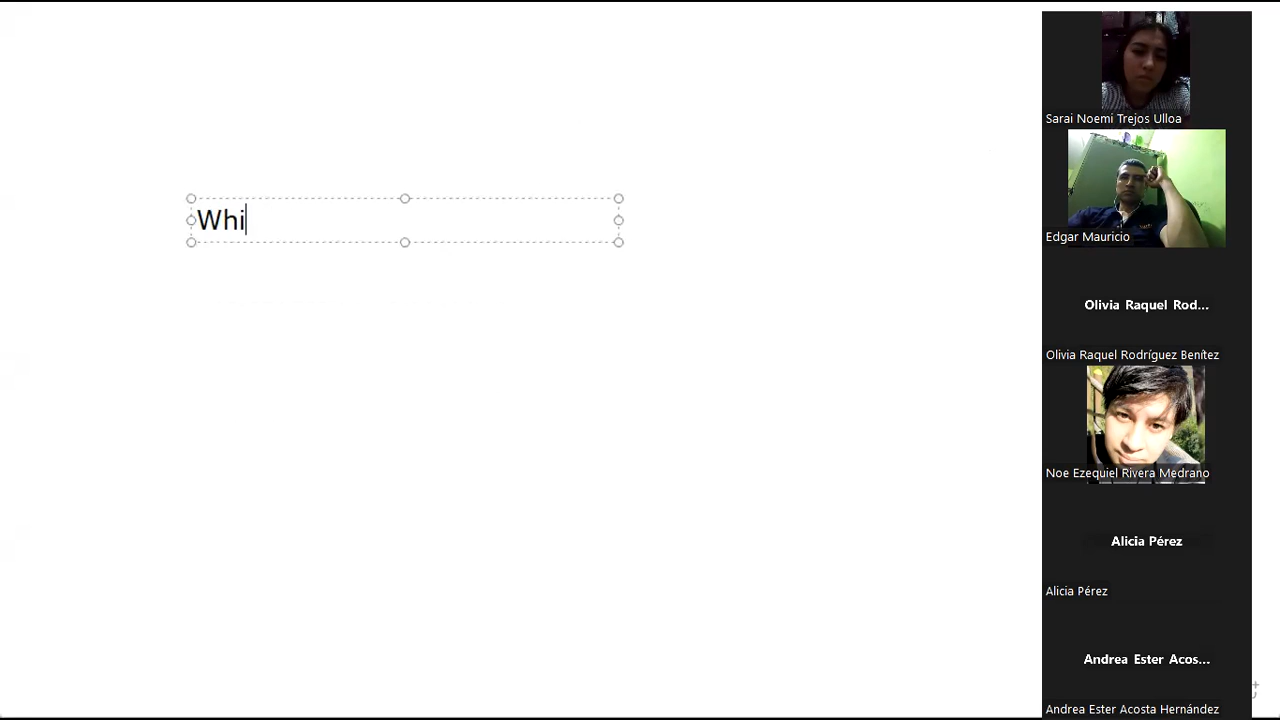 Whi
Sarai Noemi Trejos Ulloa
Edgar Mauricio
Olivia Raquel Rod...
Olivia Raquel Rodríguez Benítez
Noe Ezequiel Rivera Medrano
Alicia Pérez
Alicia Pérez
Andrea Ester Acos...
Andrea Ester Acosta Hernández